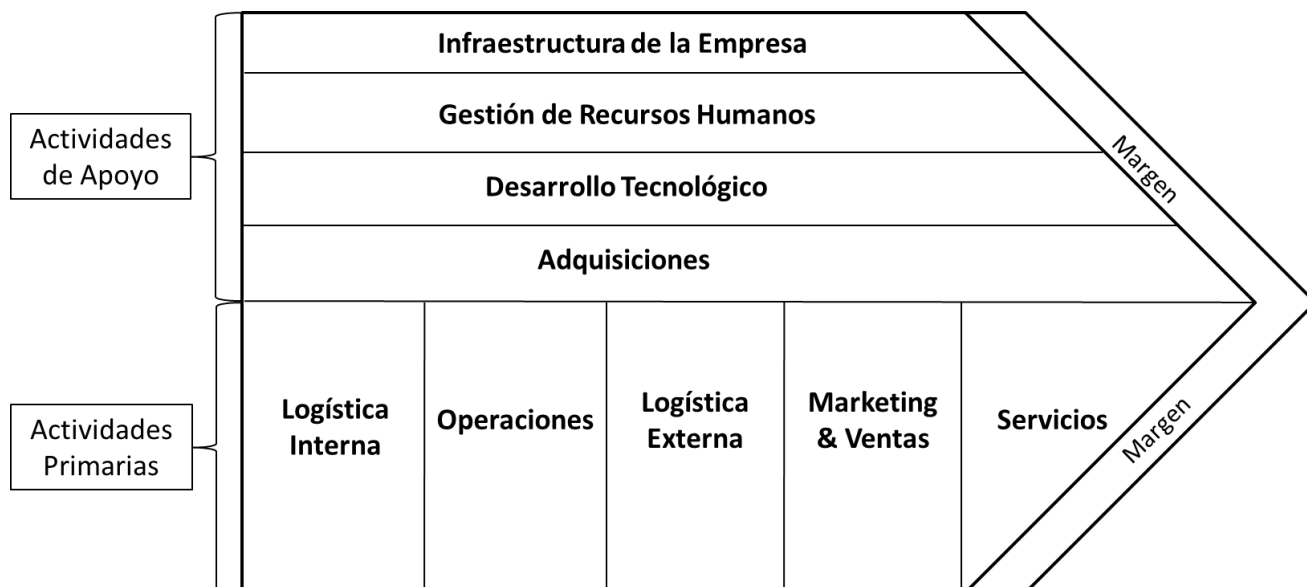 Infraestructura de la Empresa
Gestión de Recursos Humanos
Desarrollo Tecnológico
Adquisiciones
Actividades
de Apoyo
Margen
Logística
Interna
Operaciones
Logística
Externa
Marketing
& Ventas
Servicios
Actividades
Primarias
Margen